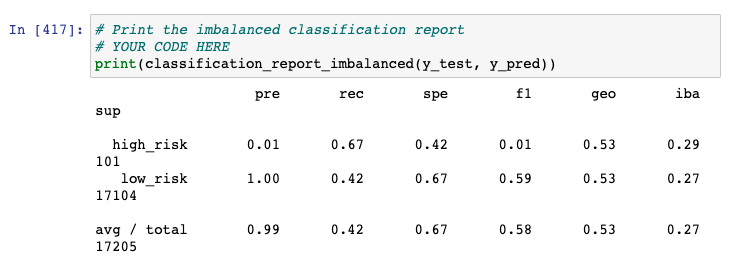 In [417]: # Print the imbalanced classification report
# YOUR CODE HERE
print(classification_report_imbalanced(y_test, y_pred))
pre rec spe f1 geo iba
sup
high_risk 0.01 0.67 0.42 0.01 0.53 0.29
101
low_risk 1.00 0.42 0.67 0.59 0.53 0.27
17104
avg / total 0.99 0.42 0.67 0.58 0.53 0.27
17205